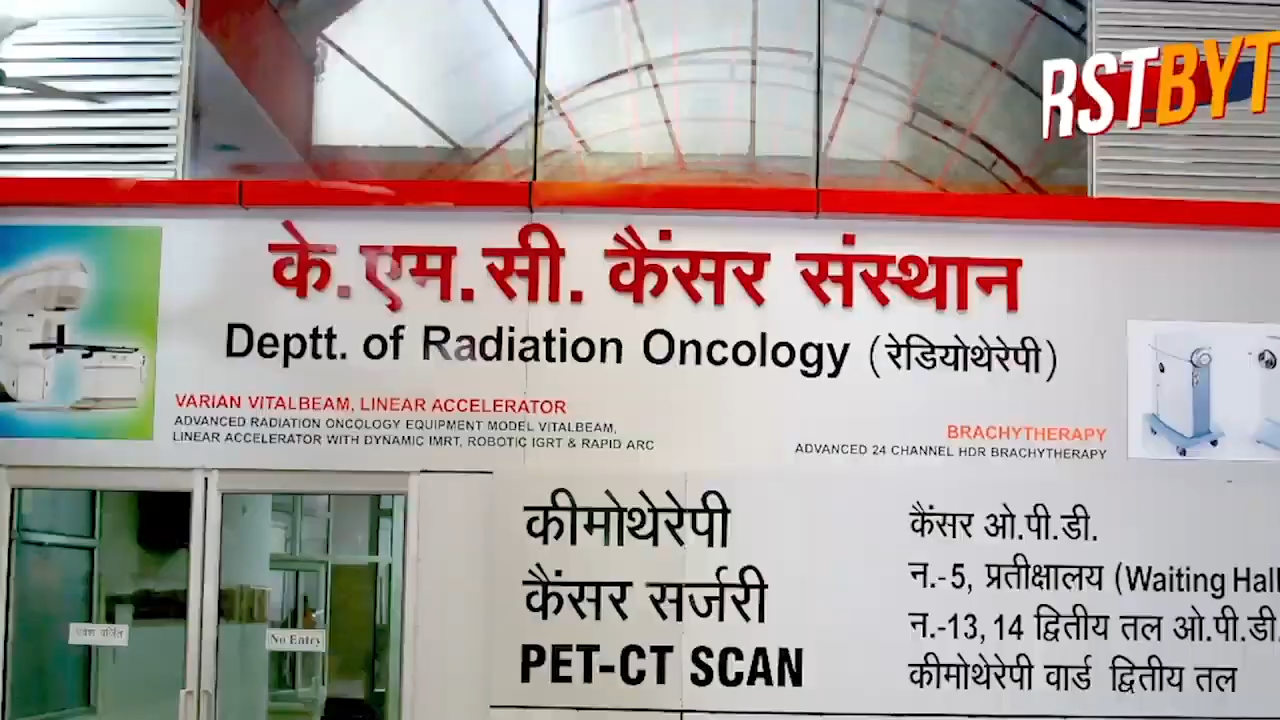 RSTBYT
के.एम.सी. कैंसर संस्थान
Deptt. of Radiation Oncology (रेडियोथेरेपी)
VARIAN VITALBEAM, LINEAR ACCELERATOR
ADVANCED RADIATION ONCOLOGY EQUIPMENT MODEL VITALBEAM,
LINEAR ACCELERATOR WITH DYNAMIC IMRT, ROBOTIC IGRT & RAPID ARC
BRACHYTHERAPY
ADVANCED 24 CHANNEL HDR BRACHYTHERAPY
कीमोथेरेपी
कैंसर सर्जरी
PET-CT SCAN
कैंसर ओ.पी.डी.
न.-5, प्रतीक्षालय (Waiting Hall
न.-13, 14 द्वितीय तल ओ.पी.डी.
कीमोथेरेपी वार्ड द्वितीय तल
प्रवेश वर्जित
No Entry